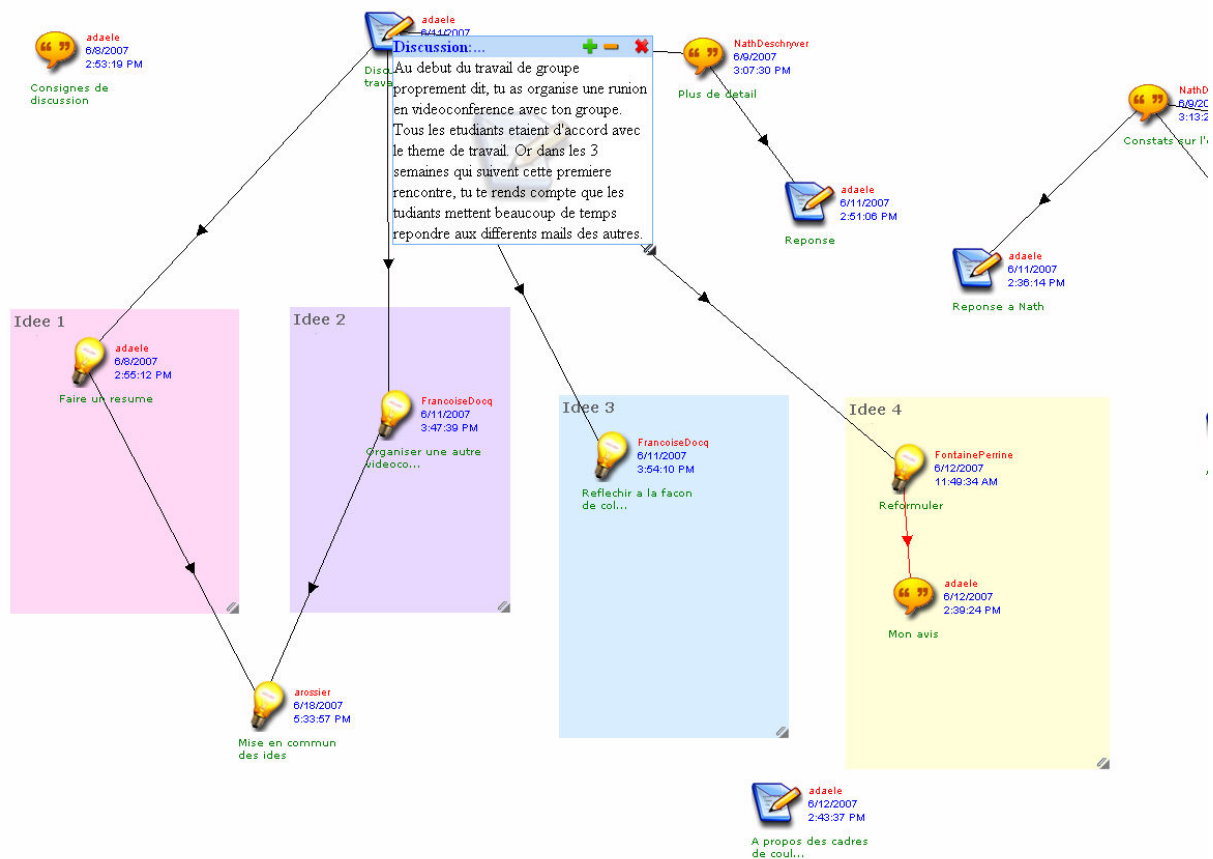 adaele
6/8/2007
2:53:19 PM
Consignes de
discussion
adaele
6/11
Disc
trava
Discussion:...
Au debut du travail de groupe
proprement dit, tu as organise une runion
en videoconference avec ton groupe.
Tous les etudiants etaient d'accord avec
le theme de travail. Or dans les 3
semaines qui suivent cette premiere
rencontre, tu te rends compte que les
tudiants mettent beaucoup de temps
repondre aux differents mails des autres.
NathDeschryver
6/9/2007
3:07:30 PM
Plus de detail
NathD
6/9/20
3:13:2
Constats sur l'e
adaele
6/11/2007
2:51:06 PM
Reponse
adaele
6/11/2007
2:36:14 PM
Reponse a Nath
Idee 1
adaele
6/8/2007
2:55:12 PM
Faire un resume
Idee 2
FrancoiseDocq
6/11/2007
3:47:39 PM
Organiser une autre
videoco...
Idee 3
FrancoiseDocq
6/11/2007
3:54:10 PM
Reflechir a la facon
de col...
Idee 4
FontainePerrine
6/12/2007
11:49:34 AM
Reformuler
adaele
6/12/2007
2:39:24 PM
Mon avis
arossier
6/18/2007
5:33:57 PM
Mise en commun
des ides
adaele
6/12/2007
2:43:37 PM
A propos des cadres
de coul...